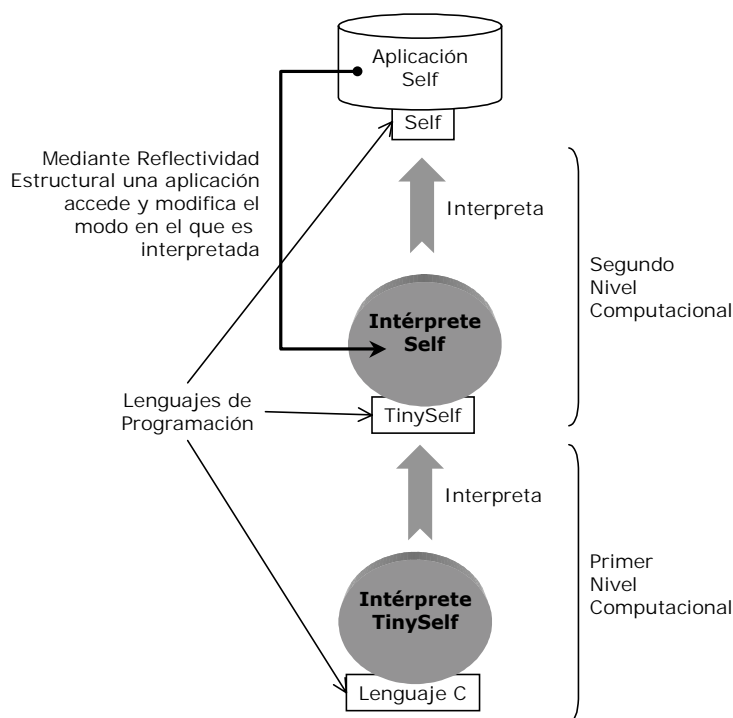 Aplicación
Self
Self
Mediante Reflectividad
Estructural una aplicación
accede y modifica el
modo en el que es
interpretada
Interpreta
Segundo
Nivel
Computacional
Intérprete
Self
TinySelf
Lenguajes de
Programación
Interpreta
Primer
Nivel
Computacional
Intérprete
TinySelf
Lenguaje C